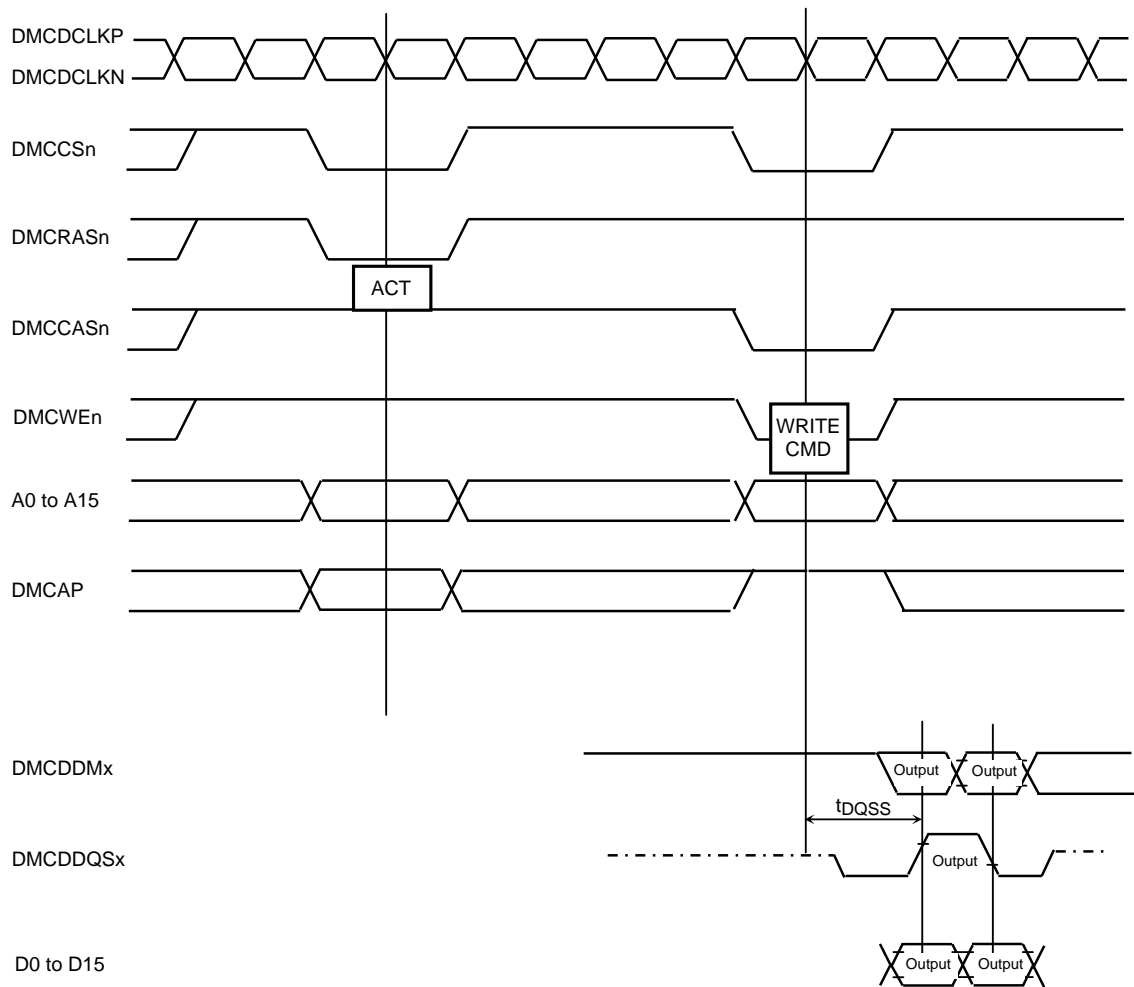 DMCDCLKP
DMCDCLKN
DMCCSn
DMCRASn
ACT
DMCCASn
DMCWEn
WRITE
CMD
A0 to A15
DMCAP
DMCDDMx
Output
Output
tDQSS
DMCDDQSx
Output
D0 to D15
Output
Output